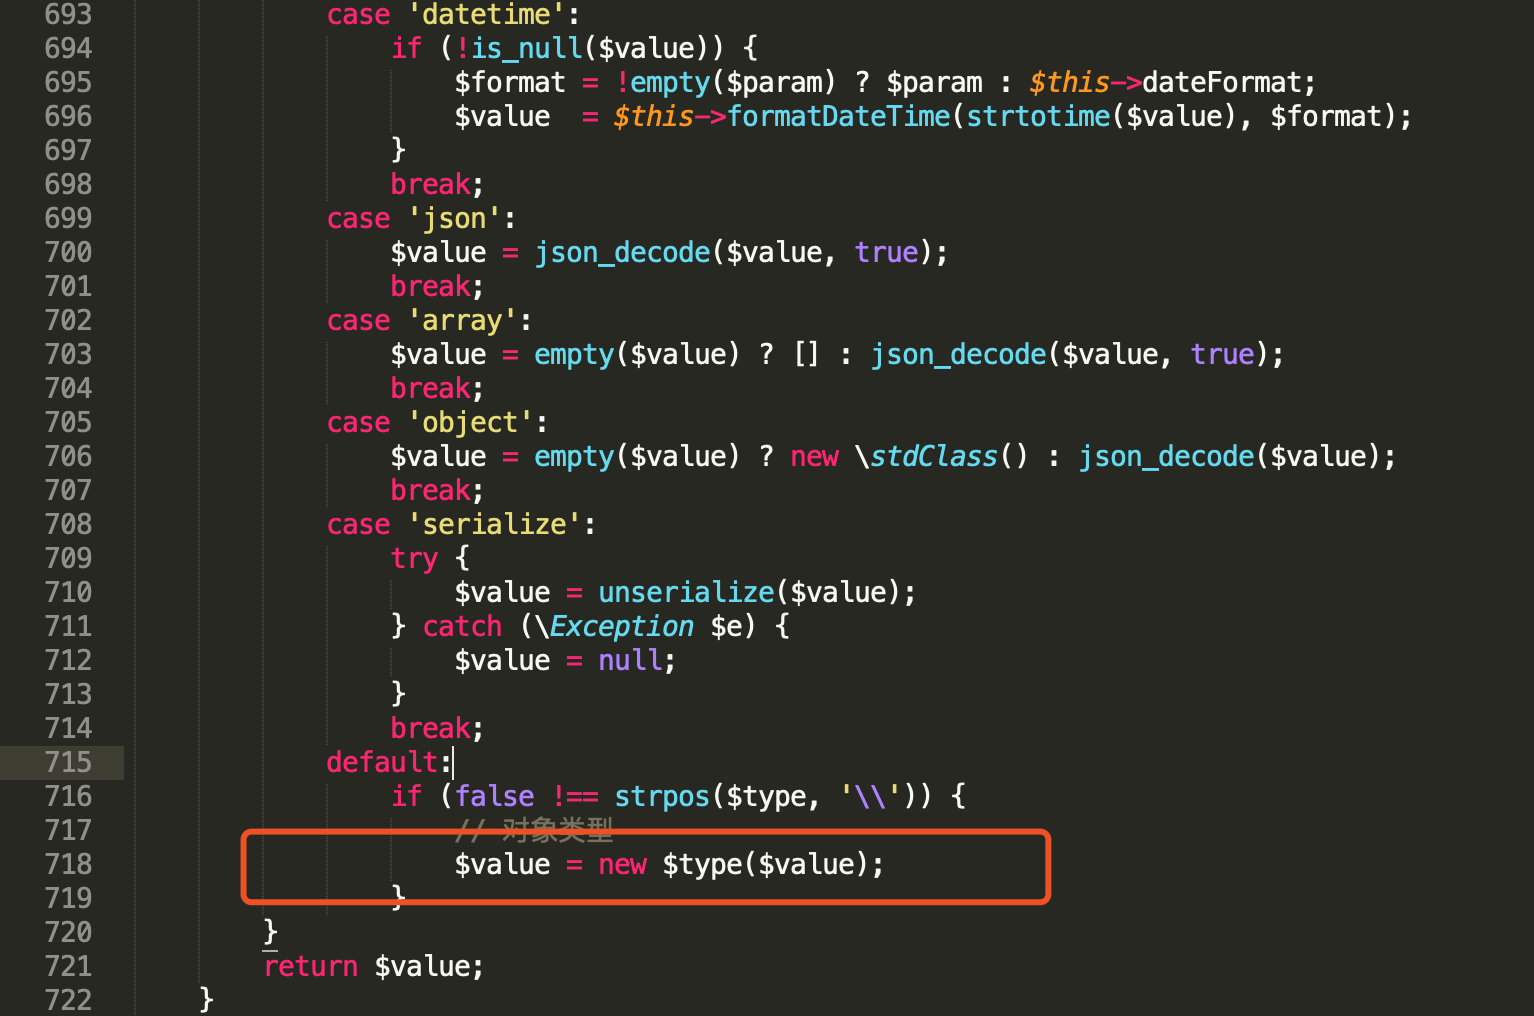 693 case 'datetime':
694 if (!is_null($value)) {
695 $format = !empty($param) ? $param : $this->dateFormat;
696 $value  = $this->formatDateTime(strtotime($value), $format);
697 }
698 break;
699 case 'json':
700 $value = json_decode($value, true);
701 break;
702 case 'array':
703 $value = empty($value) ? [] : json_decode($value, true);
704 break;
705 case 'object':
706 $value = empty($value) ? new \stdClass() : json_decode($value);
707 break;
708 case 'serialize':
709 try {
710 $value = unserialize($value);
711 } catch (\Exception $e) {
712 $value = null;
713 }
714 break;
715 default:
716 if (false !== strpos($type, '\\')) {
717 // 对象类型
718 $value = new $type($value);
719 }
720 }
721 return $value;
722 }